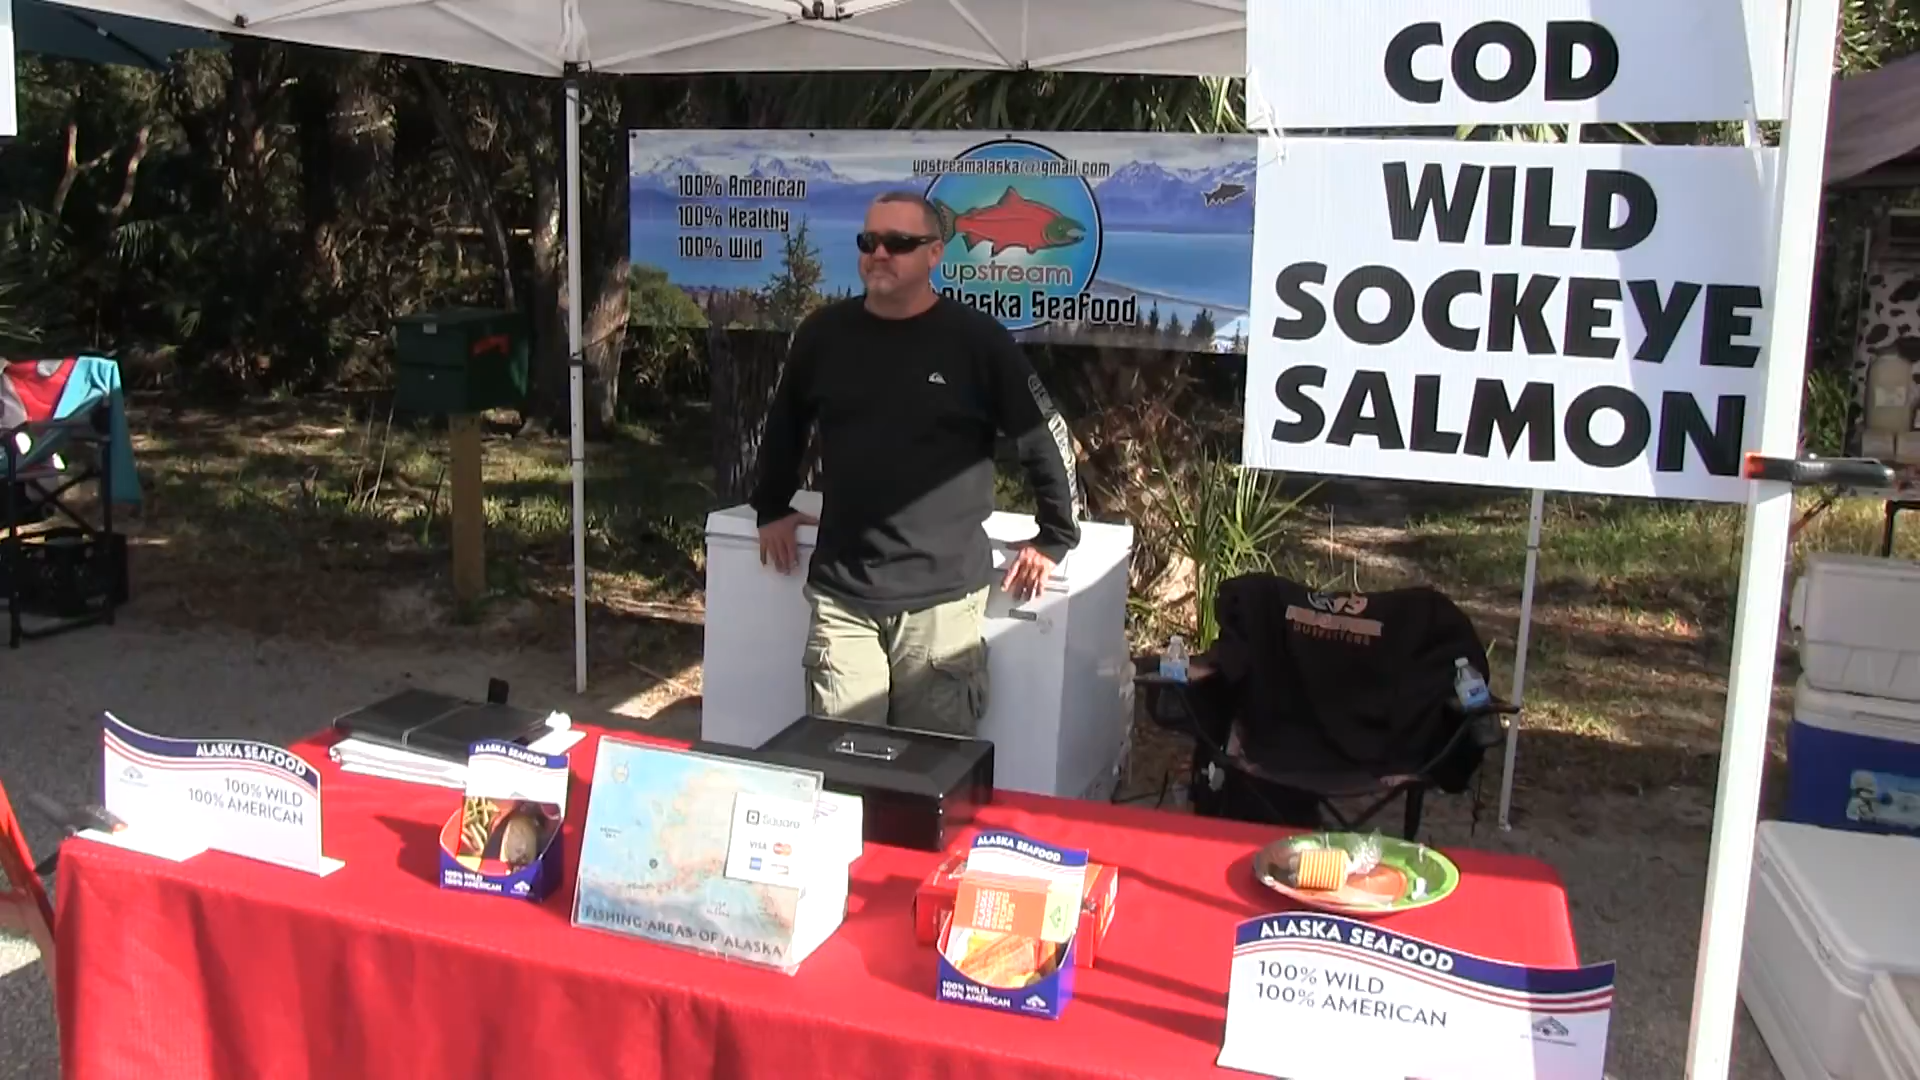 COD
WILD
SOCKEYE
SALMON
upstreamalaska@gmail.com
100% American
100% Healthy
100% Wild
upstream
Alaska Seafood
ALASKA SEAFOOD
100% WILD
100% AMERICAN
ALASKA SEAFOOD
100% WILD
100% AMERICAN
Square
VISA
FISHING AREAS OF ALASKA
ALASKA SEAFOOD
100% WILD
100% AMERICAN
ALASKA SEAFOOD
100% WILD
100% AMERICAN
OUTFITTERS